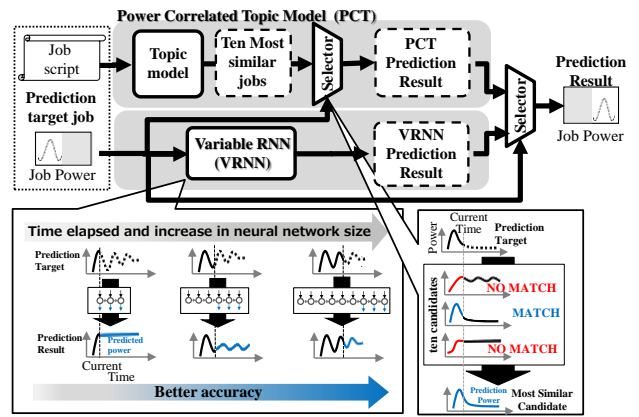 Power Correlated Topic Model (PCT)
Job
script
Topic
model
Ten Most
similar
jobs
Selector
PCT
Prediction
Result
Prediction
target job
Job Power
Variable RNN
(VRNN)
VRNN
Prediction
Result
Selector
Prediction
Result
Job Power
Time elapsed and increase in neural network size
Prediction
Target
Prediction
Result
Predicted
power
Current
Time
Better accuracy
Current
Time
Power
Prediction
Target
ten candidates
NO MATCH
MATCH
NO MATCH
Prediction
Power
Most Similar
Candidate